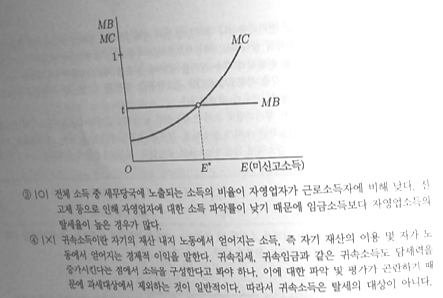 MB
MC
1
MC
t
MB
O
E*
E(미신고소득)
③ |O| 전체 소득 중 세무당국에 노출되는 소득의 비율이 자영업자가 근로소득자에 비해 낮다. 신
고제 등으로 인해 자영업자에 대한 소득 파악률이 낮기 때문에 임금소득보다 자영업소득의
탈세율이 높은 경우가 많다.
④ |X| 귀속소득이란 자기의 재산 내지 노동에서 얻어지는 소득, 즉 자기 재산의 이용 및 자가 노
동에서 얻어지는 경제적 이익을 말한다. 귀속집세, 귀속임금과 같은 귀속소득도 담세력을
증가시킨다는 점에서 소득을 구성한다고 봐야 하나, 이에 대한 파악 및 평가가 곤란하기 때
문에 과세대상에서 제외하는 것이 일반적이다. 따라서 귀속소득은 탈세의 대상이 아니다.